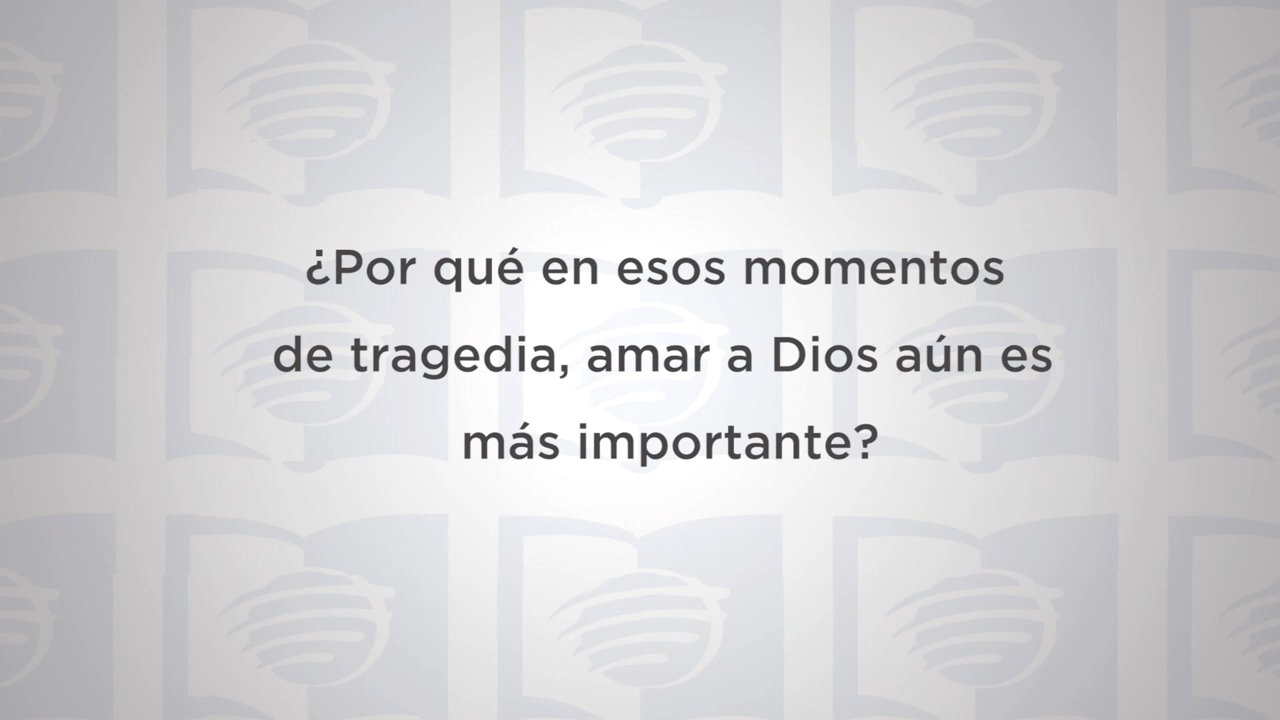 ¿Por qué en esos momentos
de tragedia, amar a Dios aún es
más importante?